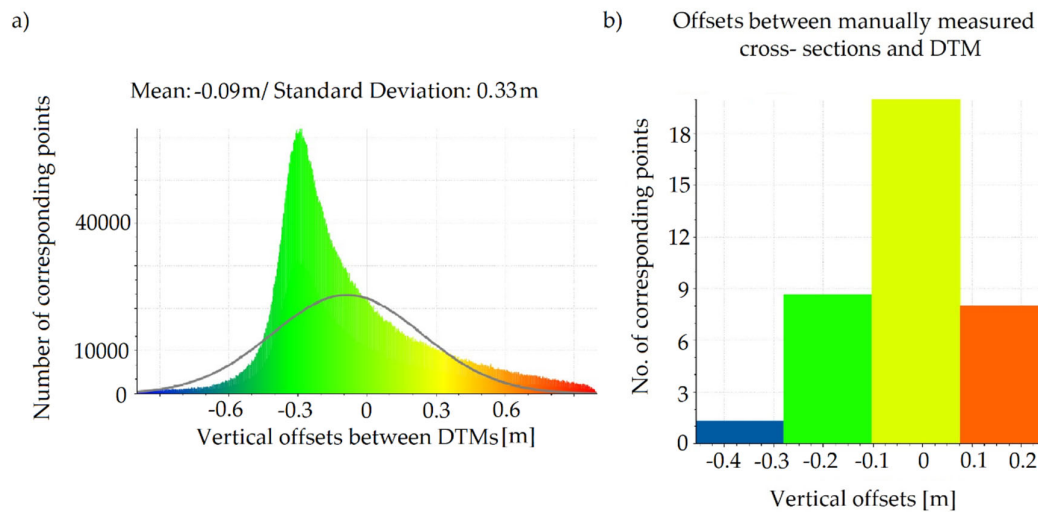 a)
Mean: -0.09m/ Standard Deviation: 0.33m
Number of corresponding points
40000
10000
0
-0.6 -0.3 0 0.3 0.6
Vertical offsets between DTMs[m]
b)
Offsets between manually measured
cross- sections and DTM
No. of corresponding points
18
15
12
9
6
3
0
-0.4 -0.3 -0.2 -0.1 0 0.1 0.2
Vertical offsets [m]